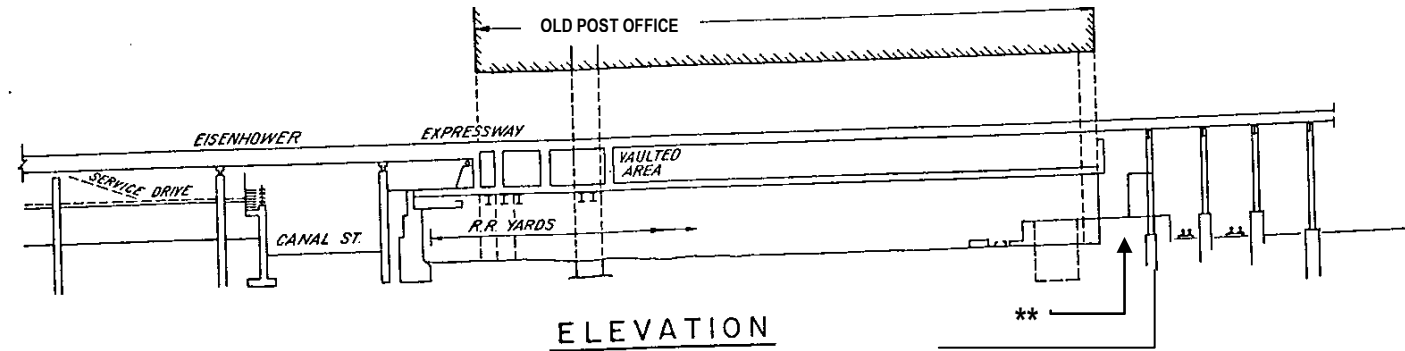 OLD POST OFFICE
EISENHOWER EXPRESSWAY
VAULTED
AREA
SERVICE DRIVE
CANAL ST.
R.R. YARDS
**
ELEVATION